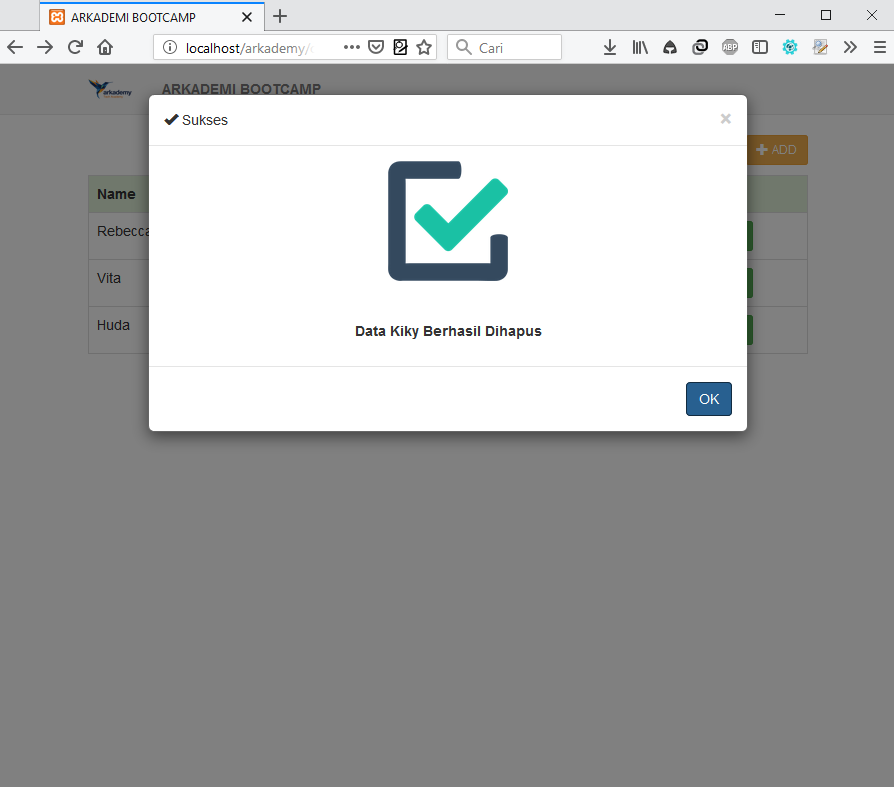 ARKADEMI BOOTCAMP
localhost/arkademy/
Cari
ABP
arkademy
ARKADEMI BOOTCAMP
Sukses
ADD
Name
Rebecca
Vita
Huda
Data Kiky Berhasil Dihapus
OK